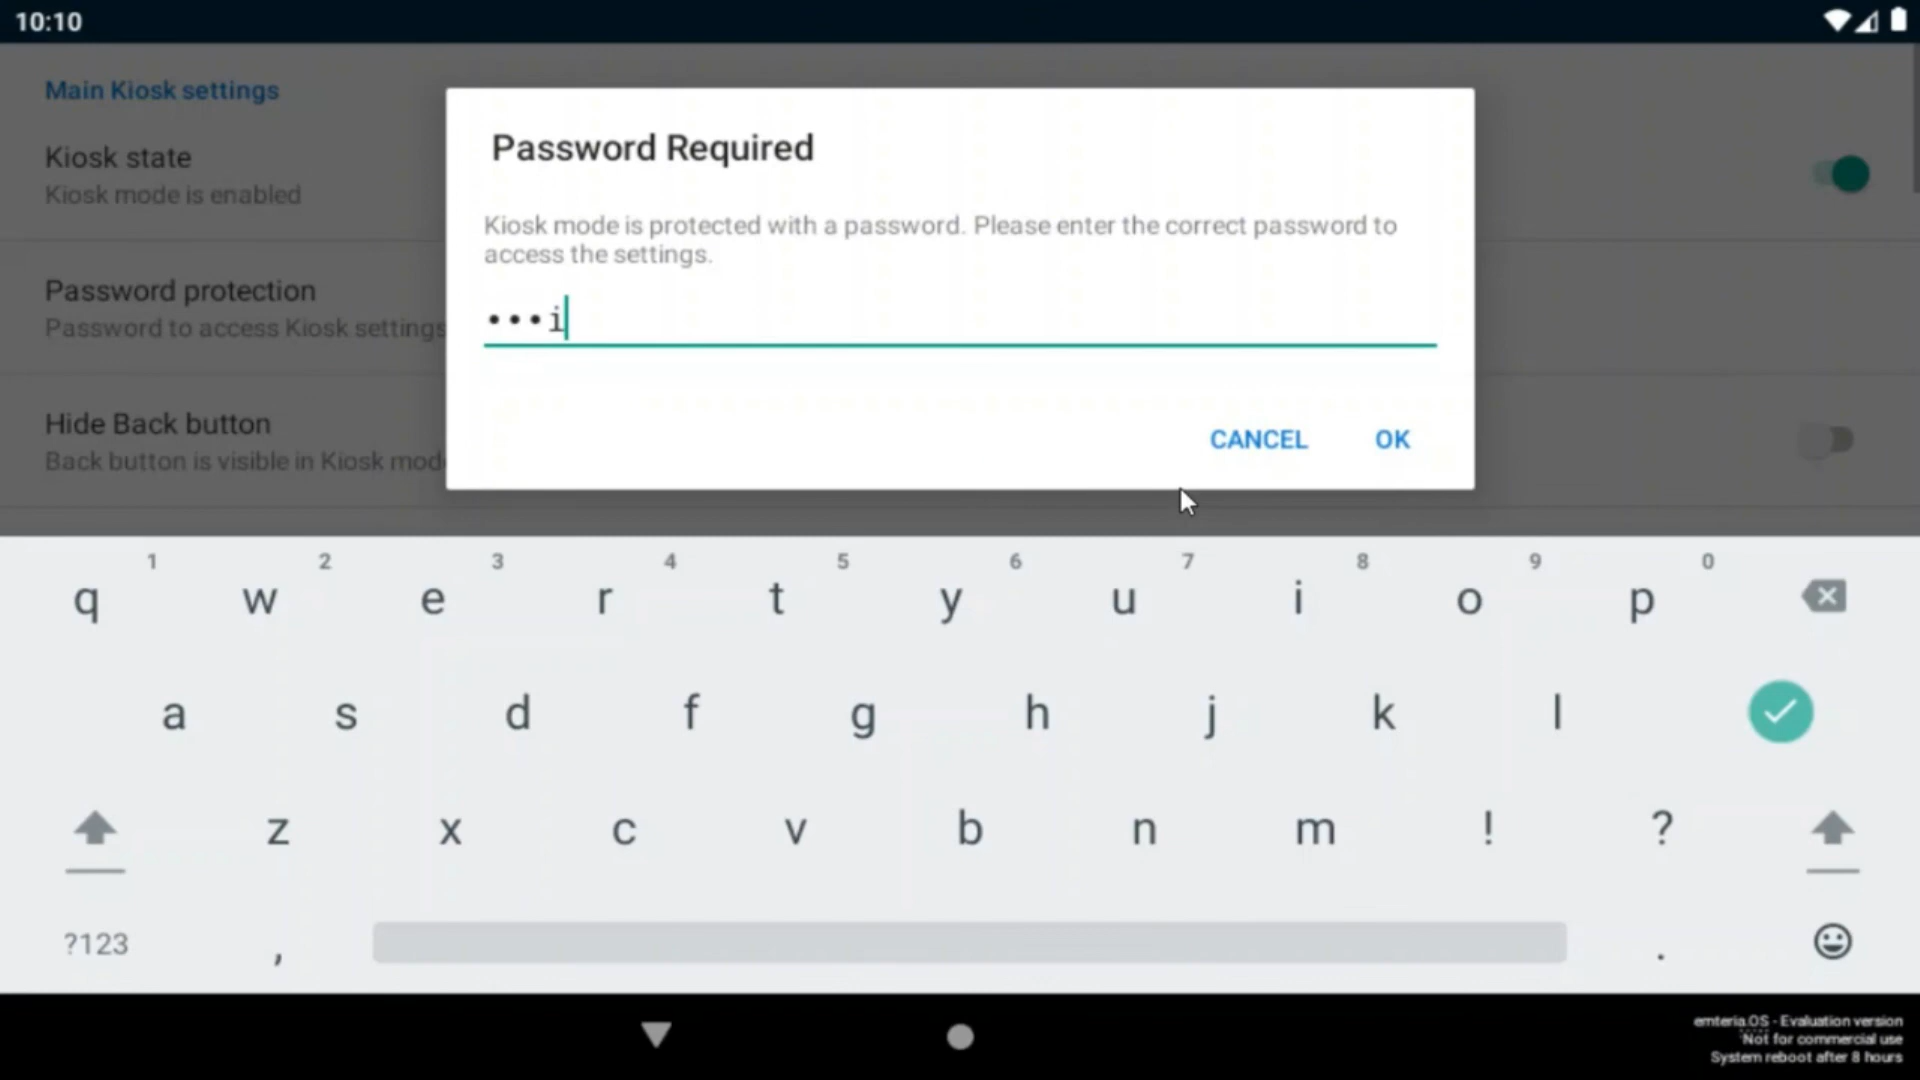 10:10
Main Kiosk settings
Kiosk state
Kiosk mode is enabled
Password protection
Password to access Kiosk settings
Hide Back button
Back button is visible in Kiosk mod
Password Required
Kiosk mode is protected with a password. Please enter the correct password to
access the settings.
•••i
CANCEL OK
1 2 3 4 5 6 7 8 9 0
q w e r t y u i o p
a s d f g h j k l
z x c v b n m ! ?
?123 , .
emteria.OS - Evaluation version
Not for commercial use
System reboot after 8 hours